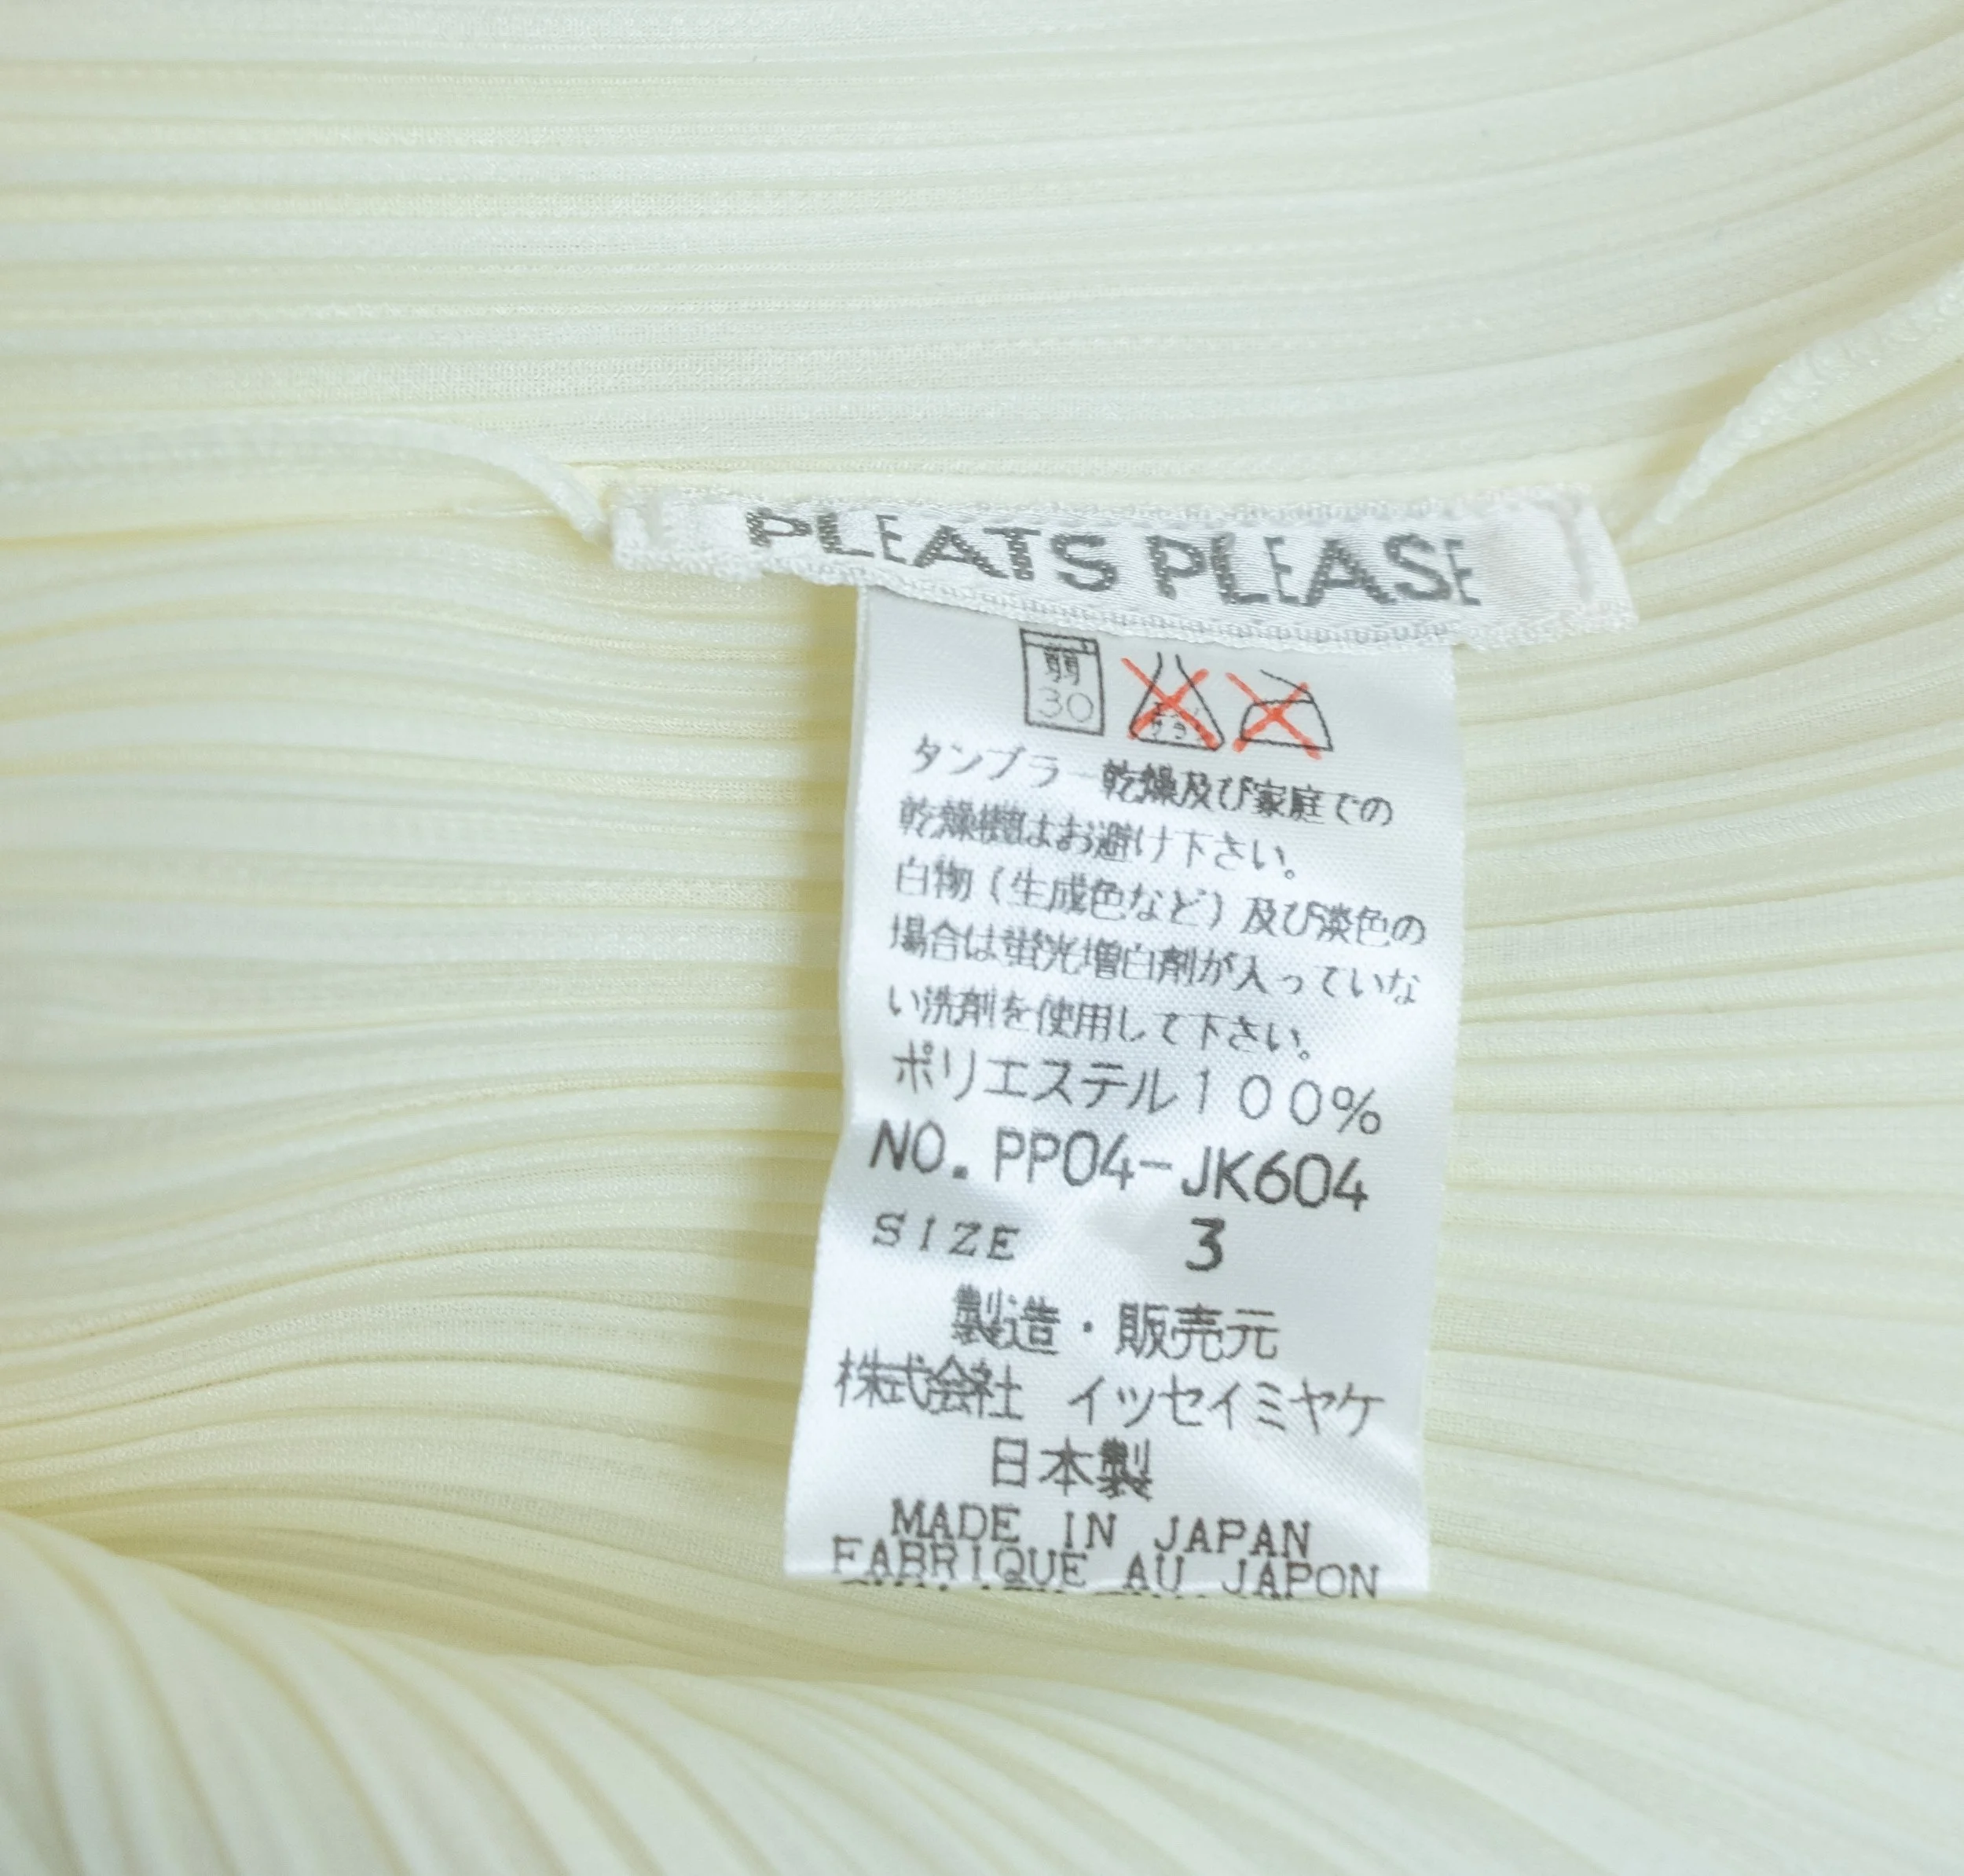 PLEATS PLEASE
弱
30
タンブラー乾燥及び家庭での
乾燥機はお避け下さい。
白物(生成色など)及び淡色の
場合は蛍光増白剤が入っていな
い洗剤を使用して下さい。
ポリエステル100%
NO. PP04-JK604
SIZE 3
製造・販売元
株式会社 イッセイミヤケ
日本製
MADE IN JAPAN
FABRIQUE AU JAPON